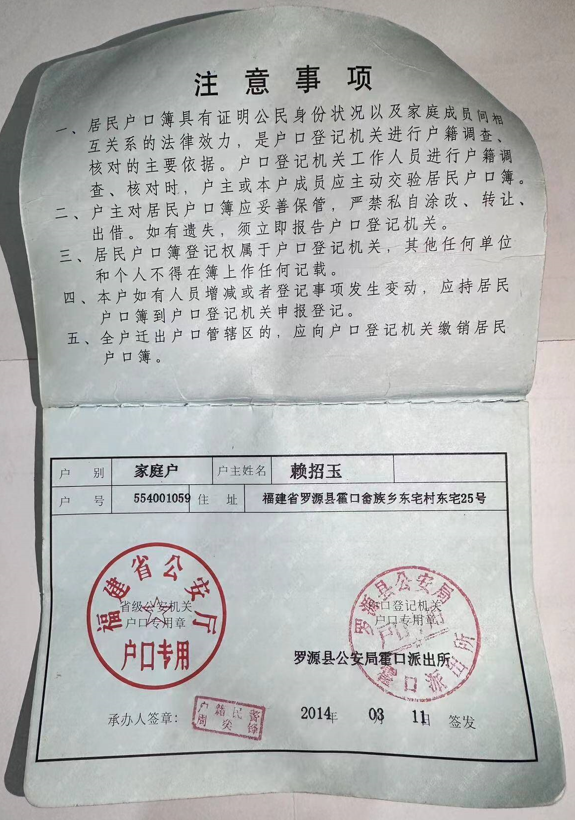 注意事项
一、居民户口簿具有证明公民身份状况以及家庭成员间相
互关系的法律效力，是户口登记机关进行户籍调查、
核对的主要依据。户口登记机关工作人员进行户籍调
查、核对时，户主或本户成员应主动交验居民户口簿。
二、户主对居民户口簿应妥善保管，严禁私自涂改、转让、
出借。如有遗失，须立即报告户口登记机关。
三、居民户口簿登记权属于户口登记机关，其他任何单位
和个人不得在簿上作任何记载。
四、本户如有人员增减或者登记事项发生变动，应持居民
户口簿到户口登记机关申报登记。
五、全户迁出户口管辖区的，应向户口登记机关缴销居民
户口簿。
户别 家庭户 户主姓名 赖招玉
户号 554001059 住址 福建省罗源县霍口畲族乡东宅村东宅25号
福建省公安厅
省级公安机关
户口专用章
户口专用
罗源县公安局
户口登记机关
户口专用章
霍口派出所
罗源县公安局霍口派出所
承办人签章：
2014年 03月 11日 签发